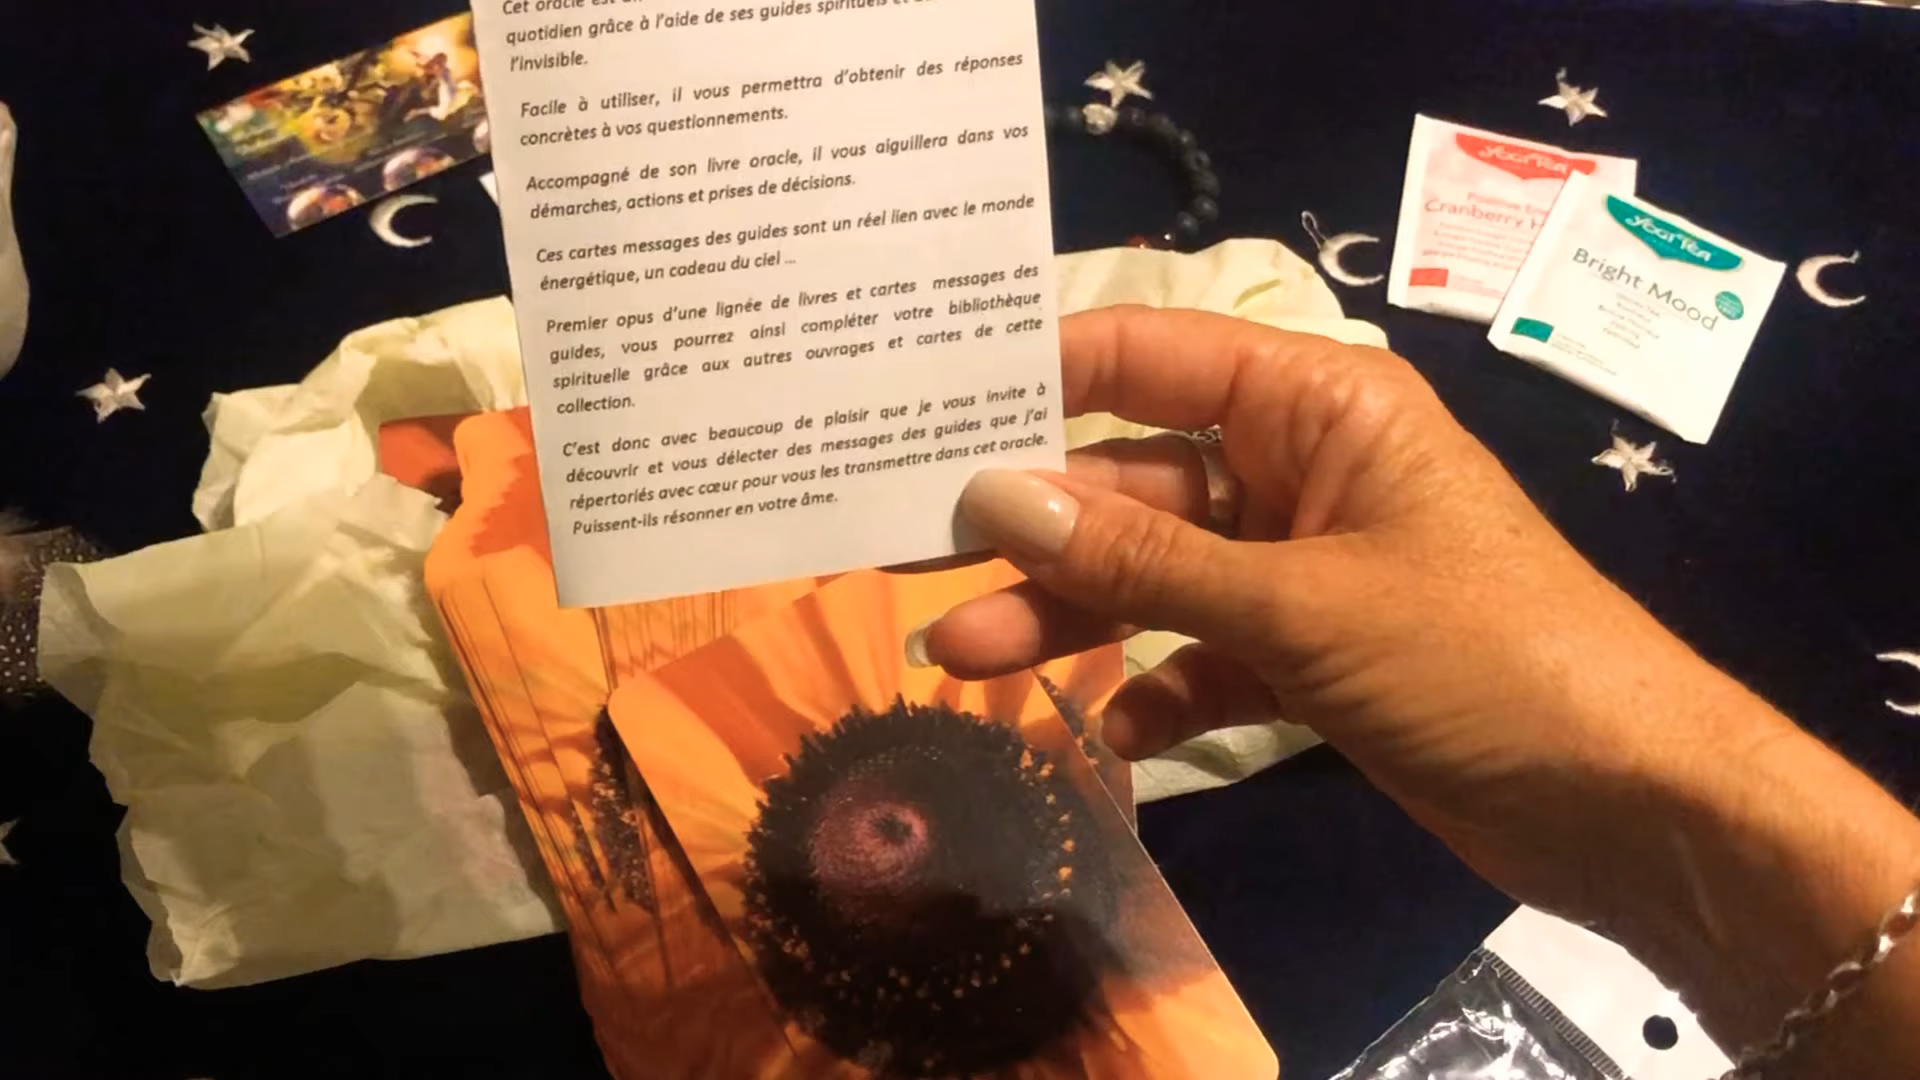 Cet oracle est
quotidien grâce à l'aide de ses guides spirituels et
l'invisible.
Facile à utiliser, il vous permettra d'obtenir des réponses
concrètes à vos questionnements.
Accompagné de son livre oracle, il vous aiguillera dans vos
démarches, actions et prises de décisions.
Ces cartes messages des guides sont un réel lien avec le monde
énergétique, un cadeau du ciel ...
Premier opus d'une lignée de livres et cartes messages des
guides, vous pourrez ainsi compléter votre bibliothèque
spirituelle grâce aux autres ouvrages et cartes de cette
collection.
C'est donc avec beaucoup de plaisir que je vous invite à
découvrir et vous délecter des messages des guides que j'ai
répertoriés avec cœur pour vous les transmettre dans cet oracle.
Puissent-ils résonner en votre âme.
YOGI TEA
Positive
Cranberry H
YOGI TEA
Bright Mood